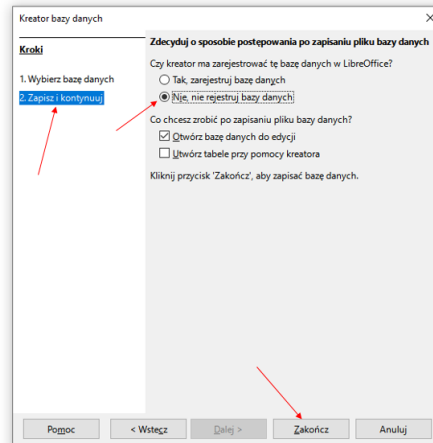 Kreator bazy danych
Kroki
1. Wybierz bazę danych
2. Zapisz i kontynuuj
Zdecyduj o sposobie postępowania po zapisaniu pliku bazy danych
Czy kreator ma zarejestrować tę bazę danych w LibreOffice?
Tak, zarejestruj bazę danych
Nie, nie rejestruj bazy danych
Co chcesz zrobić po zapisaniu pliku bazy danych?
Otwórz bazę danych do edycji
Utwórz tabele przy pomocy kreatora
Kliknij przycisk 'Zakończ', aby zapisać bazę danych.
Pomoc
< Wstecz
Dalej >
Zakończ
Anuluj